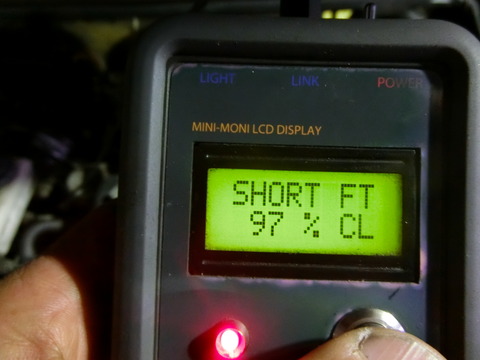 LIGHT LINK POWER
MINI-MONI LCD DISPLAY
SHORT FT
97 % CL